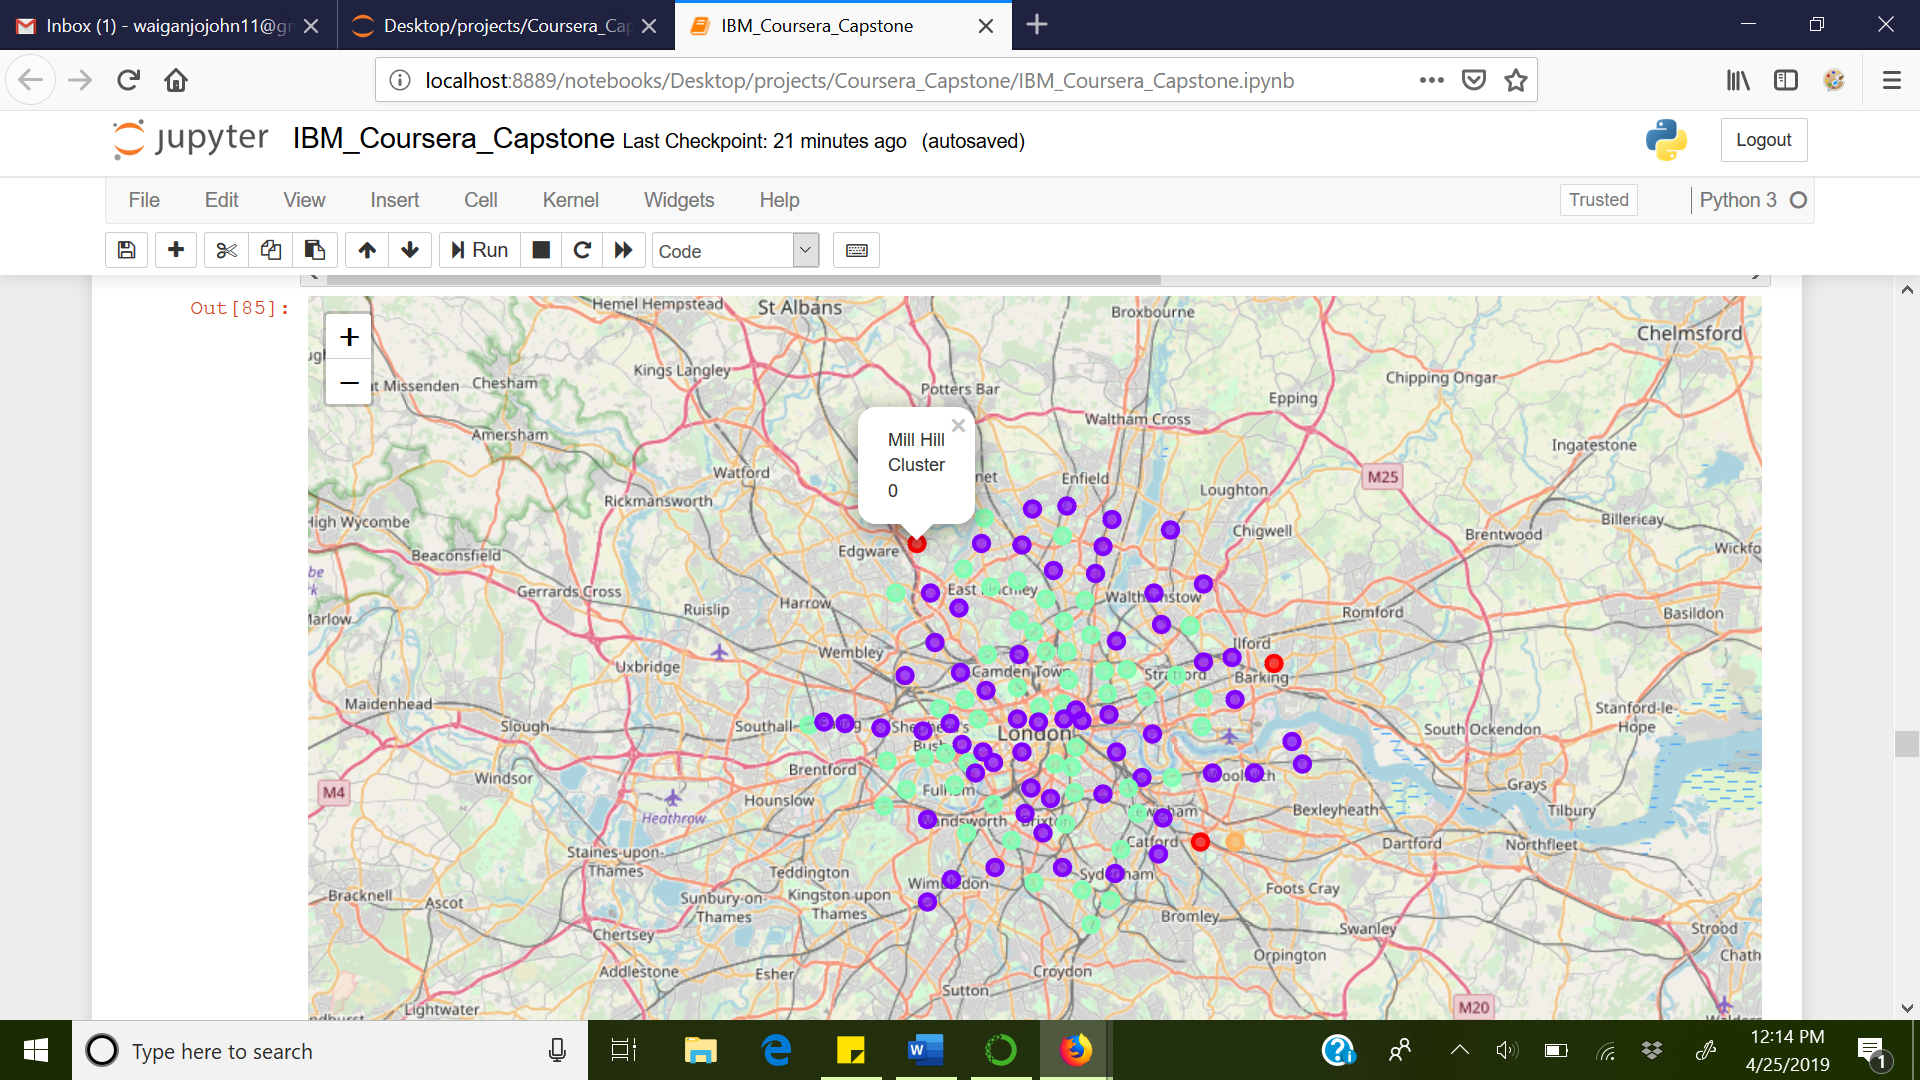 Inbox (1) - waiganjojohn11@g
Desktop/projects/Coursera_Ca
IBM_Coursera_Capstone
localhost:8889/notebooks/Desktop/projects/Coursera_Capstone/IBM_Coursera_Capstone.ipynb
jupyter IBM_Coursera_Capstone Last Checkpoint: 21 minutes ago (autosaved)
Logout
File Edit View Insert Cell Kernel Widgets Help
Trusted
Python 3
Run
Code
Out[85]:
+
−
Hemel Hempstead
St Albans
Broxbourne
Chelmsford
Kings Langley
Missenden
Chesham
Potters Bar
Chipping Ongar
Epping
Waltham Cross
Amersham
Mill Hill
Cluster
0
Ingatestone
Watford
M25
Enfield
Loughton
Rickmansworth
High Wycombe
Billericay
Chigwell
Brentwood
Wickfo
Edgware
Beaconsfield
Gerrards Cross
Harrow
Ruislip
Romford
Basildon
Marlow
Ilford
Wembley
Uxbridge
Camden Town
Barking
Maidenhead
Stanford-le-
Hope
Slough
Southall
London
South Ockendon
Brentford
Windsor
M4
Heathrow
Hounslow
Grays
Tilbury
Bexleyheath
Catford
Dartford
Northfleet
Staines-upon-
Thames
Teddington
Bracknell
Ascot
Sunbury-on-
Thames
Kingston upon
Thames
Foots Cray
Bromley
Chertsey
Swanley
Strood
Orpington
Chath
Addlestone
Esher
Croydon
Sutton
Lightwater
M20
Type here to search
12:14 PM
4/25/2019
1